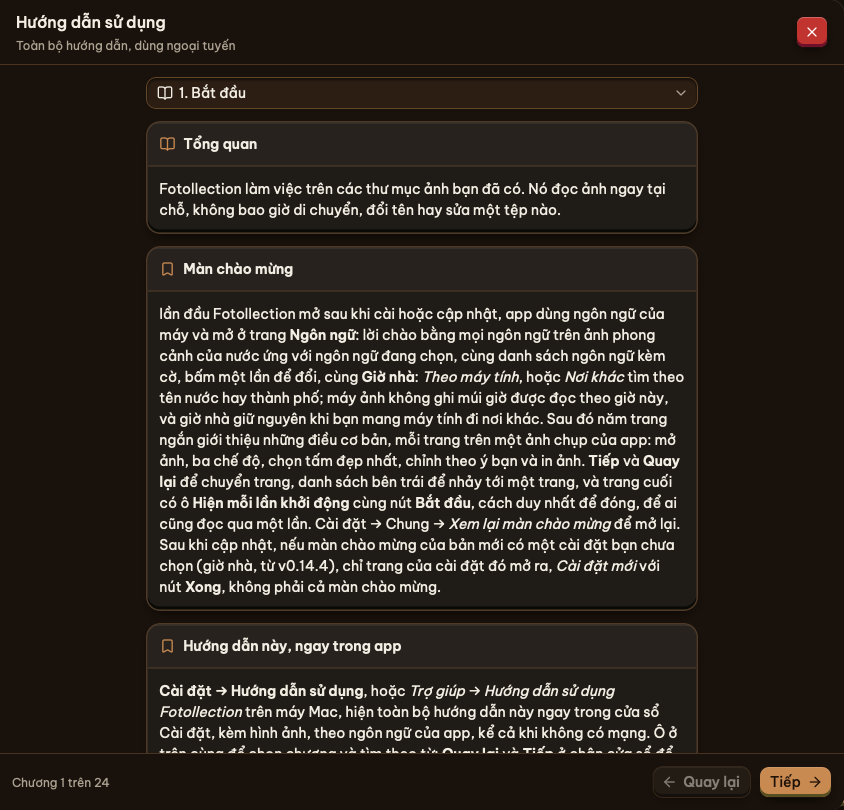 Hướng dẫn sử dụng
Toàn bộ hướng dẫn, dùng ngoại tuyến
1. Bắt đầu
Tổng quan
Fotollection làm việc trên các thư mục ảnh bạn đã có. Nó đọc ảnh ngay tại
chỗ, không bao giờ di chuyển, đổi tên hay sửa một tệp nào.
Màn chào mừng
lần đầu Fotollection mở sau khi cài hoặc cập nhật, app dùng ngôn ngữ của
máy và mở ở trang Ngôn ngữ: lời chào bằng mọi ngôn ngữ trên ảnh phong
cảnh của nước ứng với ngôn ngữ đang chọn, cùng danh sách ngôn ngữ kèm
cờ, bấm một lần để đổi, cùng Giờ nhà: Theo máy tính, hoặc Nơi khác tìm theo
tên nước hay thành phố; máy ảnh không ghi múi giờ được đọc theo giờ này,
và giờ nhà giữ nguyên khi bạn mang máy tính đi nơi khác. Sau đó năm trang
ngắn giới thiệu những điều cơ bản, mỗi trang trên một ảnh chụp của app: mở
ảnh, ba chế độ, chọn tấm đẹp nhất, chỉnh theo ý bạn và in ảnh. Tiếp và Quay
lại để chuyển trang, danh sách bên trái để nhảy tới một trang, và trang cuối
có ô Hiện mỗi lần khởi động cùng nút Bắt đầu, cách duy nhất để đóng, để ai
cũng đọc qua một lần. Cài đặt → Chung → Xem lại màn chào mừng để mở lại.
Sau khi cập nhật, nếu màn chào mừng của bản mới có một cài đặt bạn chưa
chọn (giờ nhà, từ v0.14.4), chỉ trang của cài đặt đó mở ra, Cài đặt mới với
nút Xong, không phải cả màn chào mừng.
Hướng dẫn này, ngay trong app
Cài đặt → Hướng dẫn sử dụng, hoặc Trợ giúp → Hướng dẫn sử dụng
Fotollection trên máy Mac, hiện toàn bộ hướng dẫn này ngay trong cửa sổ
Cài đặt, kèm hình ảnh, theo ngôn ngữ của app, kể cả khi không có mạng. Ô ở
trên cùng để chọn chương và tìm theo từ; Quay lại và Tiếp ở chân cửa sổ để
Chương 1 trên 24
← Quay lại
Tiếp →